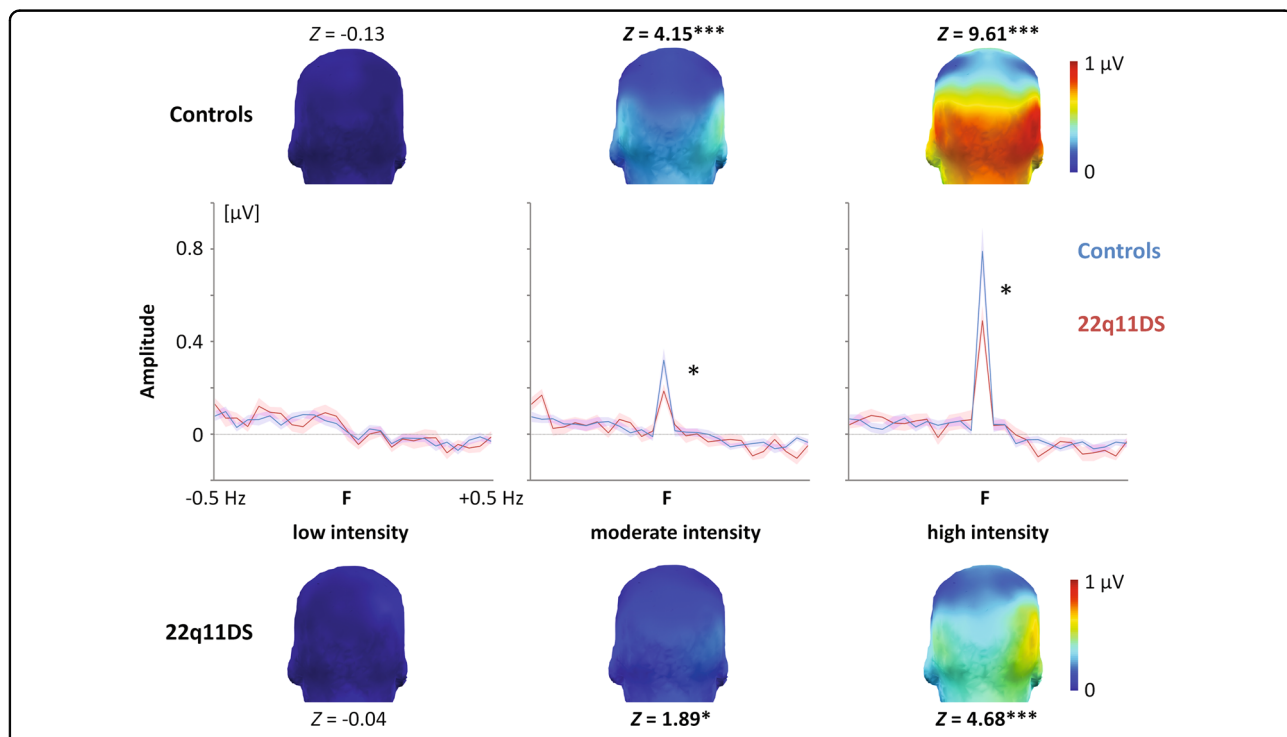 Z = -0.13
Z = 4.15***
Z = 9.61***
Controls
1 µV
0
[µV]
0.8
0.4
0
Amplitude
*
*
Controls
22q11DS
-0.5 Hz
F
+0.5 Hz
F
F
low intensity
moderate intensity
high intensity
22q11DS
1 µV
0
Z = -0.04
Z = 1.89*
Z = 4.68***